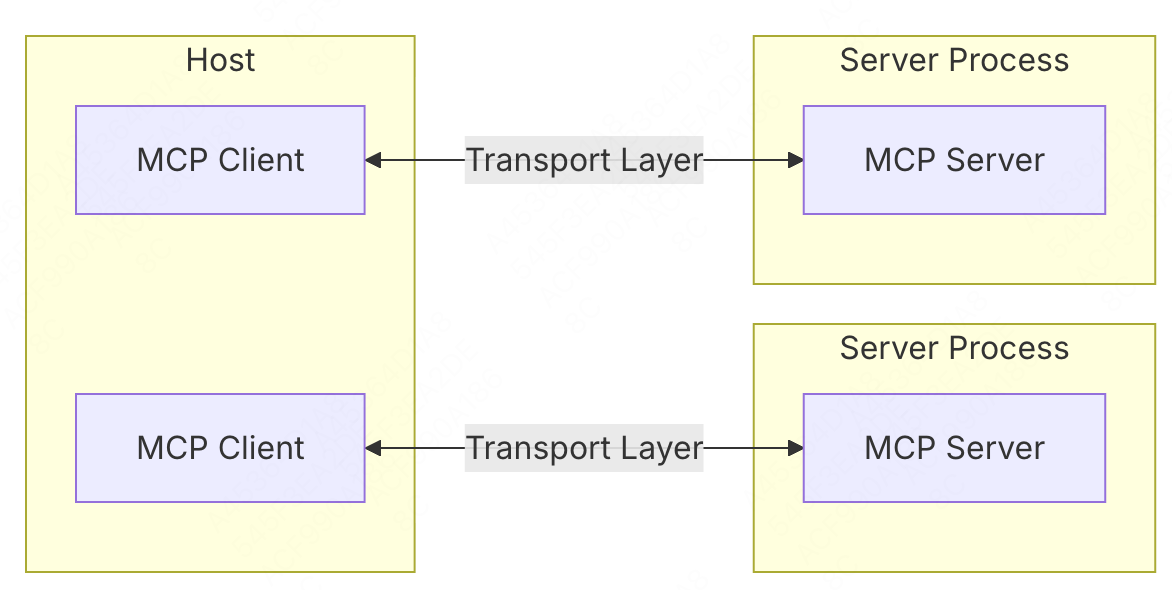 Host
Server Process
MCP Client
Transport Layer
MCP Server
Server Process
MCP Client
Transport Layer
MCP Server